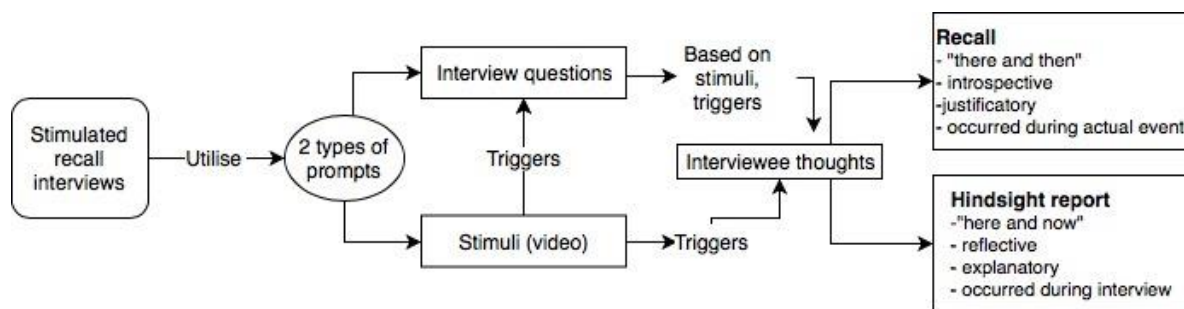 Stimulated
recall
interviews
Utilise
2 types of
prompts
Interview questions
Triggers
Stimuli (video)
Based on
stimuli,
triggers
Triggers
Interviewee thoughts
Recall
- "there and then"
- introspective
-justificatory
- occurred during actual event
Hindsight report
-"here and now"
- reflective
- explanatory
- occurred during interview